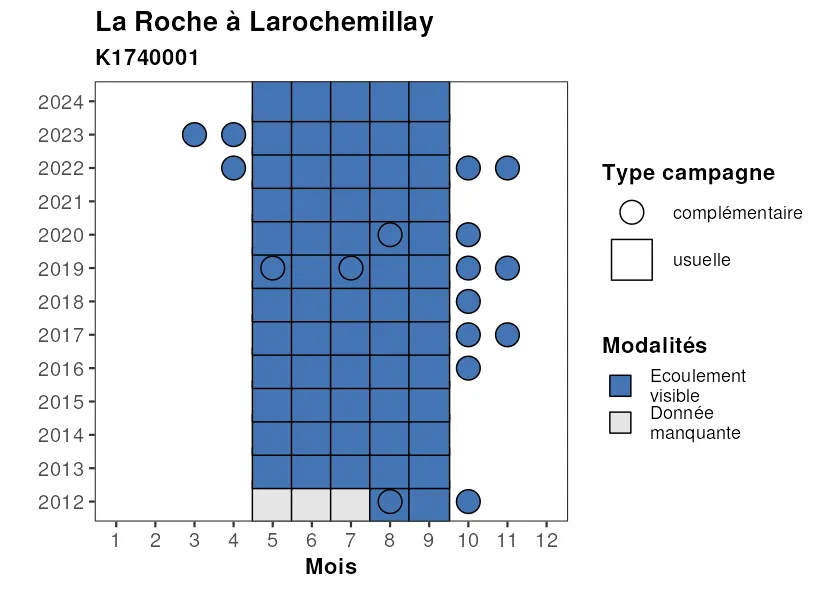 La Roche à Larochemillay
K1740001
2024
2023
2022
2021
2020
2019
2018
2017
2016
2015
2014
2013
2012
1 2 3 4 5 6 7 8 9 10 11 12
Mois
Type campagne
complémentaire
usuelle
Modalités
Ecoulement
visible
Donnée
manquante